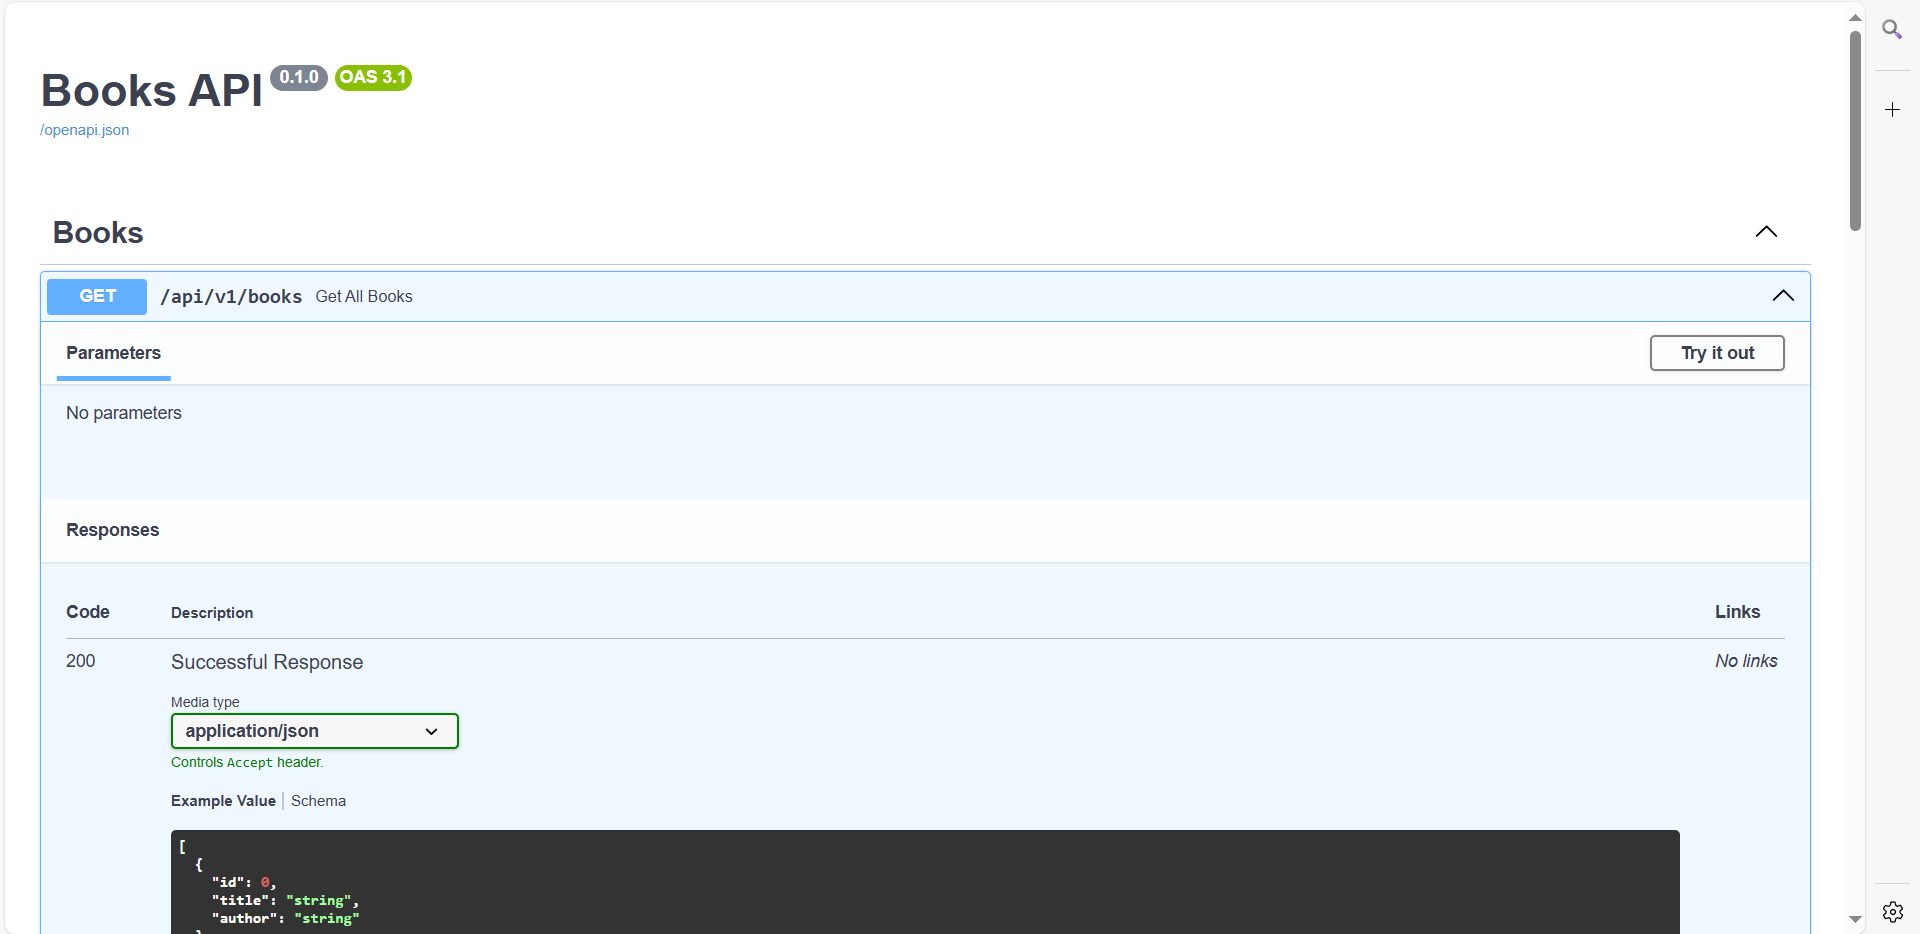 Books API 0.1.0 OAS 3.1
/openapi.json
Books
GET /api/v1/books Get All Books
Parameters
Try it out
No parameters
Responses
Code Description Links
200 Successful Response No links
Media type
application/json
Controls Accept header.
Example Value Schema
[
{
"id": 0,
"title": "string",
"author": "string"
}